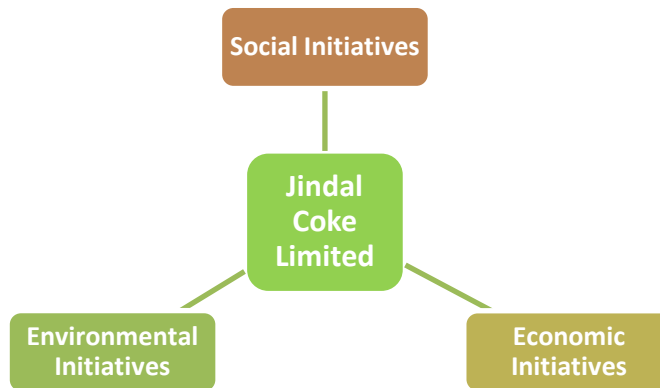 Social Initiatives
Jindal
Coke
Limited
Environmental
Initiatives
Economic
Initiatives